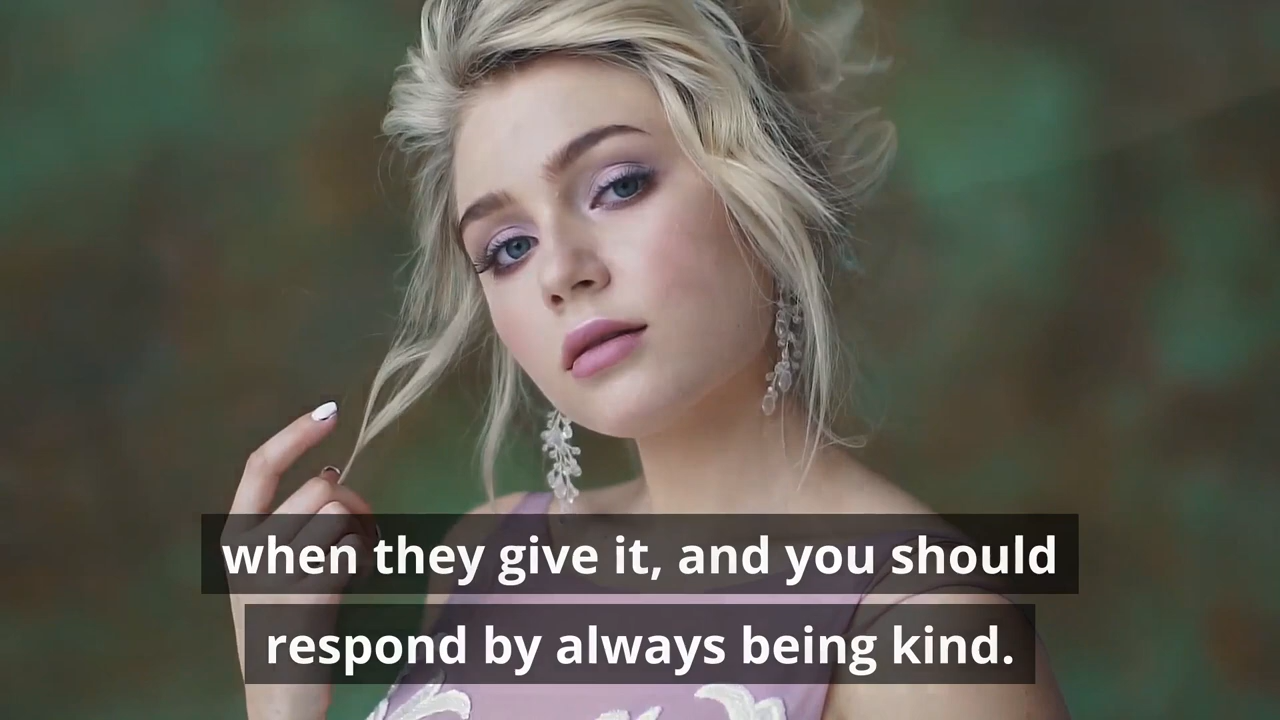 when they give it, and you should
respond by always being kind.